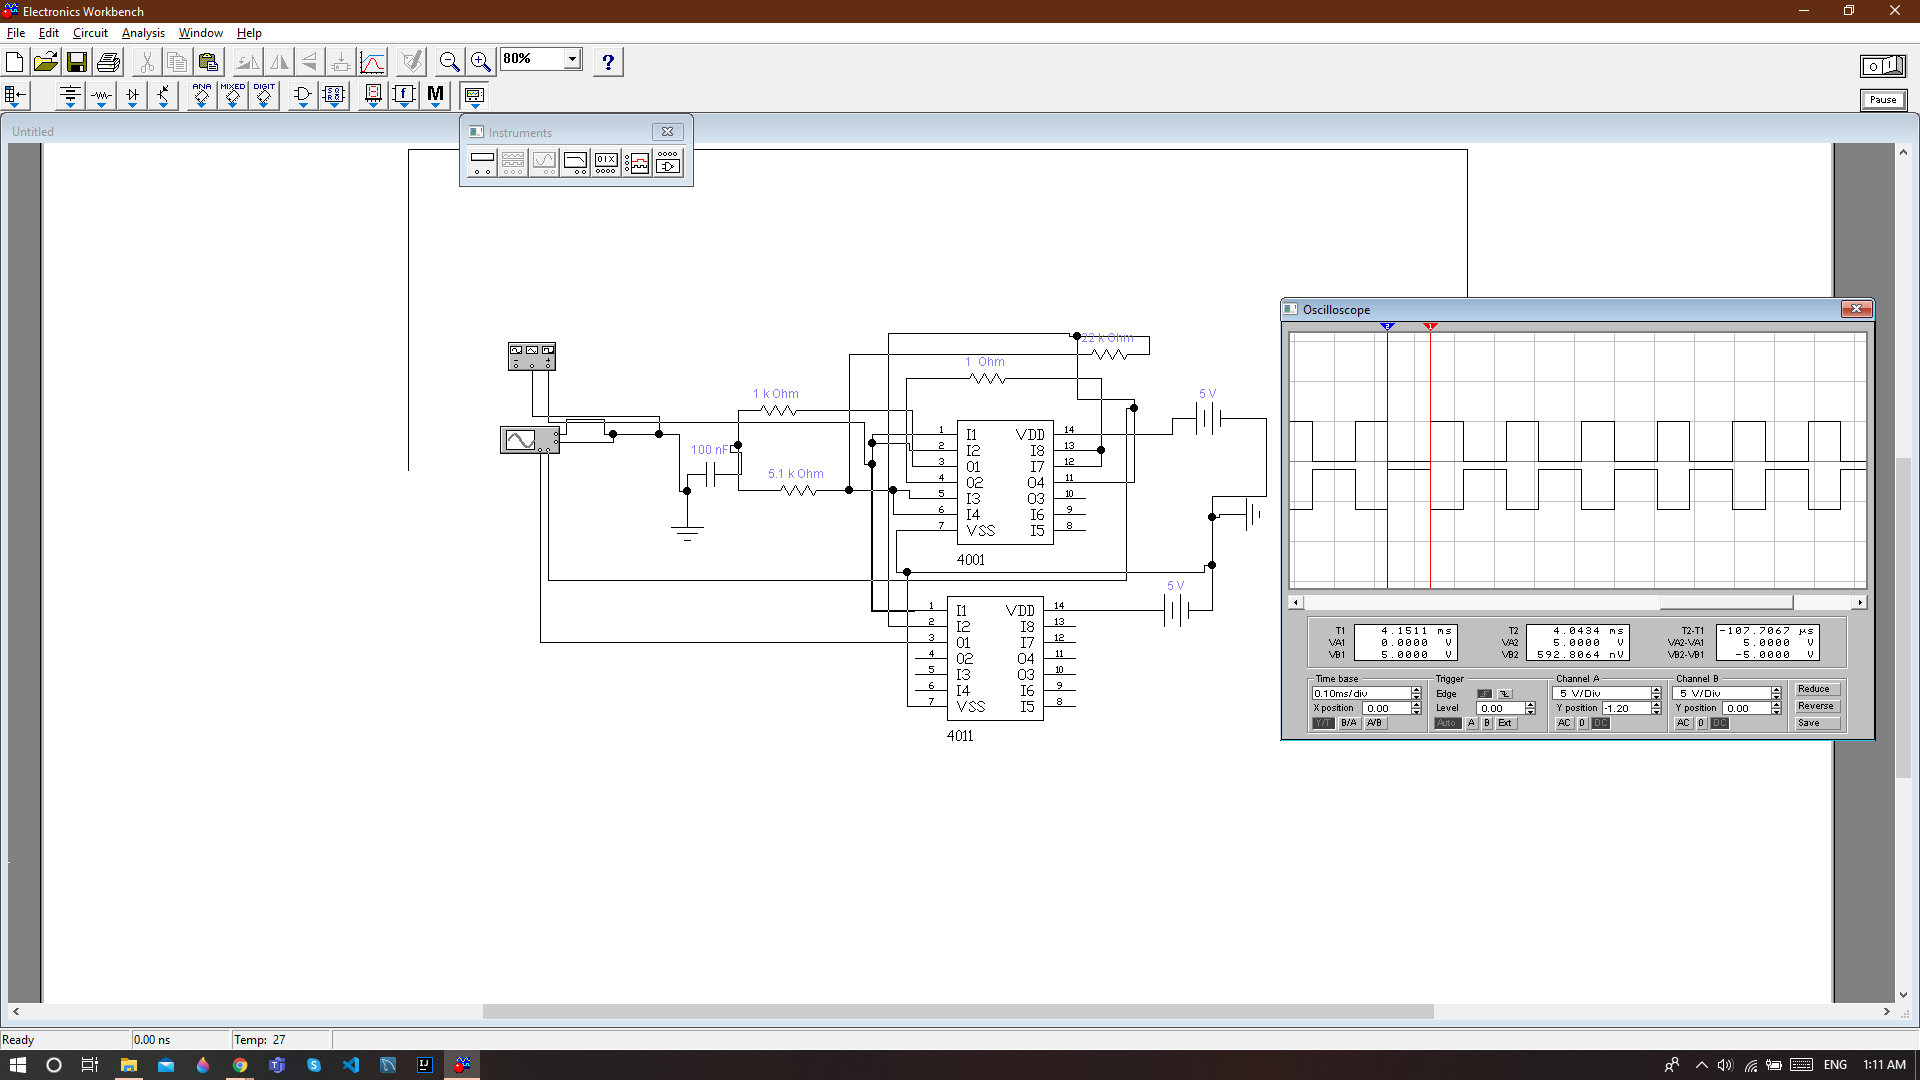 Electronics Workbench
File Edit Circuit Analysis Window Help
80%
?
ANA MIXED DIGIT
f M
Pause
Untitled
Instruments
Oscilloscope
22 k Ohm
1 Ohm
1 k Ohm
5 V
100 nF
5.1 k Ohm
1 I1 VDD 14
2 I2 I8 13
3 O1 I7 12
4 O2 O4 11
5 I3 O3 10
6 I4 I6 9
7 VSS I5 8
4001
5 V
1 I1 VDD 14
2 I2 I8 13
3 O1 I7 12
4 O2 O4 11
5 I3 O3 10
6 I4 I6 9
7 VSS I5 8
4011
2 1
T1 4.1511 ms T2 4.0434 ms T2-T1 -107.7067 µs
VA1 0.0000 V VA2 5.0000 V VA2-VA1 5.0000 V
VB1 5.0000 V VB2 592.8064 nV VB2-VB1 -5.0000 V
Time base Trigger Channel A Channel B
0.10ms/div Edge 5 V/Div 5 V/Div Reduce
X position 0.00 Level 0.00 Y position -1.20 Y position 0.00 Reverse
Y/T B/A A/B Auto A B Ext AC 0 DC AC 0 DC Save
Ready 0.00 ns Temp: 27
ENG 1:11 AM